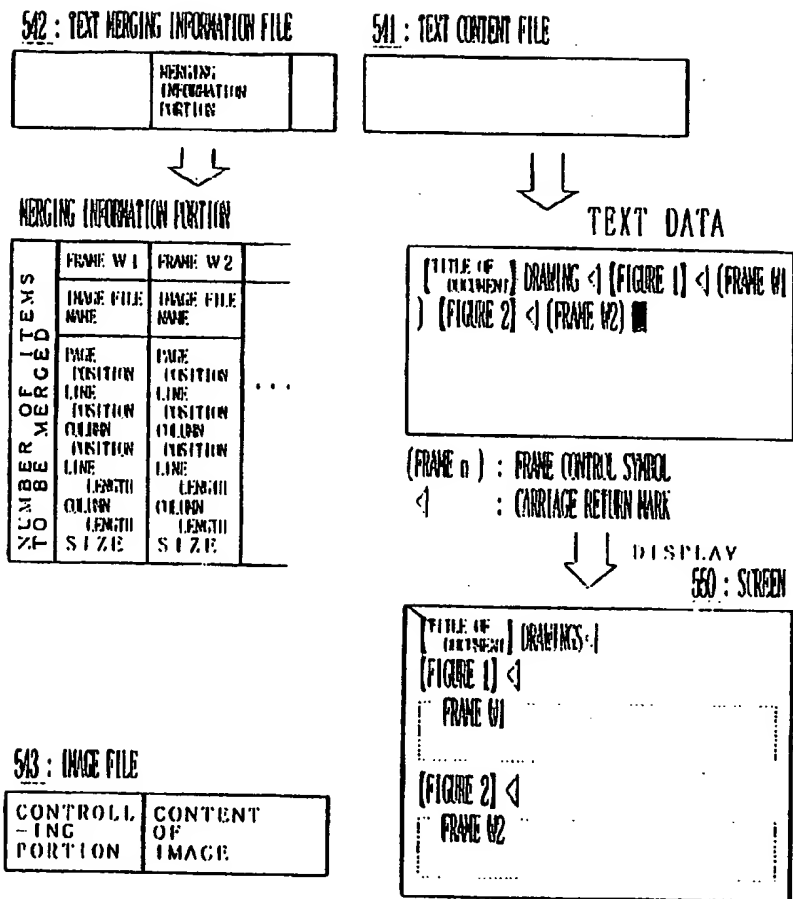 542 : TEXT MERGING INFORMATION FILE
MERGING
INFORMATION
PORTION
MERGING INFORMATION PORTION
NUMBER OF ITEMS
TO BE MERGED
FRAME W1
IMAGE FILE
NAME
PAGE
POSITION
LINE
POSITION
COLUMN
POSITION
LINE
LENGTH
COLUMN
LENGTH
SIZE
FRAME W2
IMAGE FILE
NAME
PAGE
POSITION
LINE
POSITION
COLUMN
POSITION
LINE
LENGTH
COLUMN
LENGTH
SIZE
...
543 : IMAGE FILE
CONTROLL
-ING
PORTION
CONTENT
OF
IMAGE
541 : TEXT CONTENT FILE
TEXT DATA
[TITLE OF
DOCUMENT] DRAWING <| [FIGURE 1] <| (FRAME W1
) [FIGURE 2] <| (FRAME W2)
(FRAME n) : FRAME CONTROL SYMBOL
<| : CARRIAGE RETURN MARK
DISPLAY
550 : SCREEN
[TITLE OF
DOCUMENT] DRAWINGS<|
[FIGURE 1] <|
FRAME W1
[FIGURE 2] <|
FRAME W2